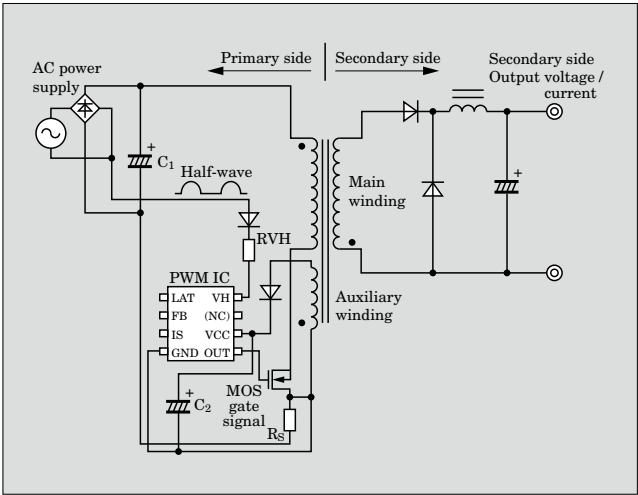 Primary side
Secondary side
AC power
supply
Secondary side
Output voltage /
current
+
C1
Half-wave
Main
winding
+
RVH
PWM IC
LAT
VH
FB
(NC)
IS
VCC
GND
OUT
Auxiliary
winding
+
C2
MOS
gate
signal
RS